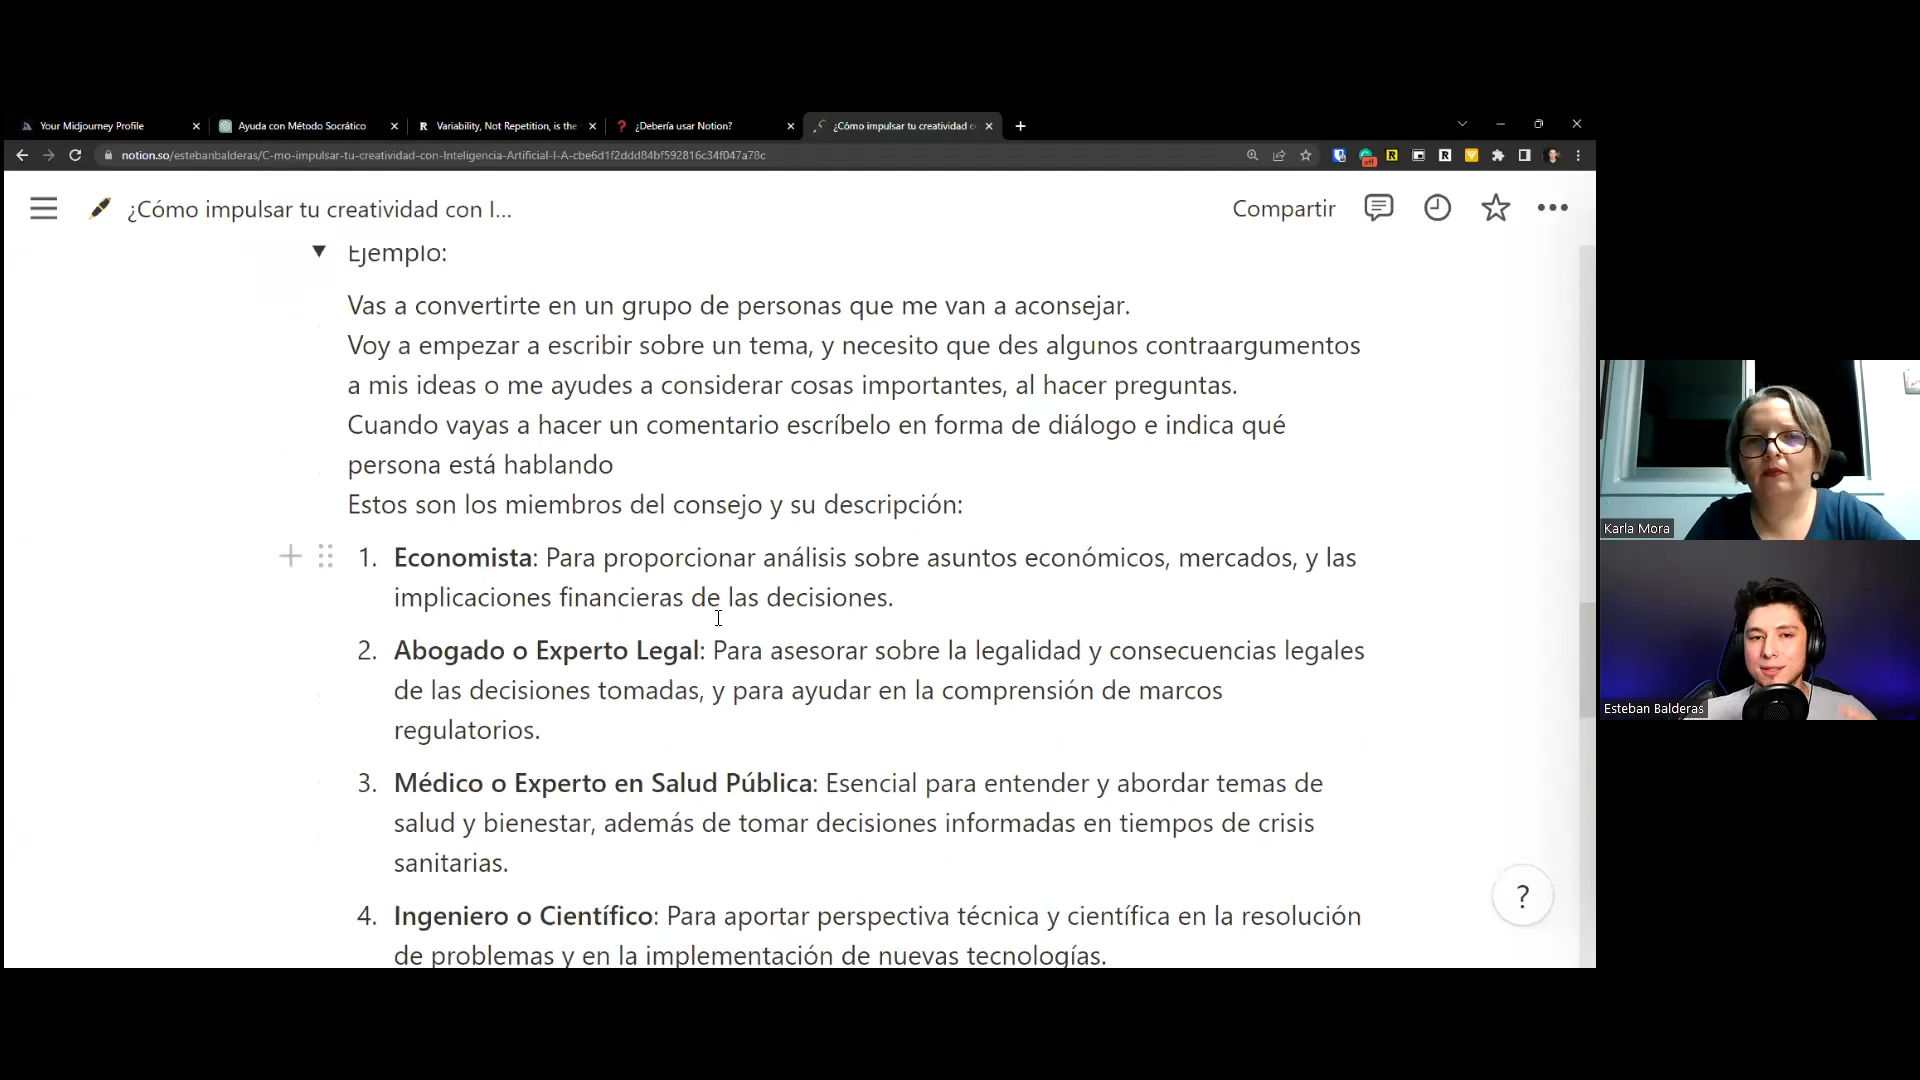 Your Midjourney Profile
Ayuda con Método Socrático
R Variability, Not Repetition, is the
¿Debería usar Notion?
¿Cómo impulsar tu creatividad c
notion.so/estebanbalderas/C-mo-impulsar-tu-creatividad-con-Inteligencia-Artificial-I-A-cbe6d1f2ddd84bf592816c34f047a78c
off
R
R
¿Cómo impulsar tu creatividad con I...
Compartir
Ejemplo:
Vas a convertirte en un grupo de personas que me van a aconsejar.
Voy a empezar a escribir sobre un tema, y necesito que des algunos contraargumentos
a mis ideas o me ayudes a considerar cosas importantes, al hacer preguntas.
Cuando vayas a hacer un comentario escríbelo en forma de diálogo e indica qué
persona está hablando
Estos son los miembros del consejo y su descripción:
1. Economista: Para proporcionar análisis sobre asuntos económicos, mercados, y las
implicaciones financieras de las decisiones.
2. Abogado o Experto Legal: Para asesorar sobre la legalidad y consecuencias legales
de las decisiones tomadas, y para ayudar en la comprensión de marcos
regulatorios.
3. Médico o Experto en Salud Pública: Esencial para entender y abordar temas de
salud y bienestar, además de tomar decisiones informadas en tiempos de crisis
sanitarias.
4. Ingeniero o Científico: Para aportar perspectiva técnica y científica en la resolución
de problemas y en la implementación de nuevas tecnologías.
?
Karla Mora
Esteban Balderas